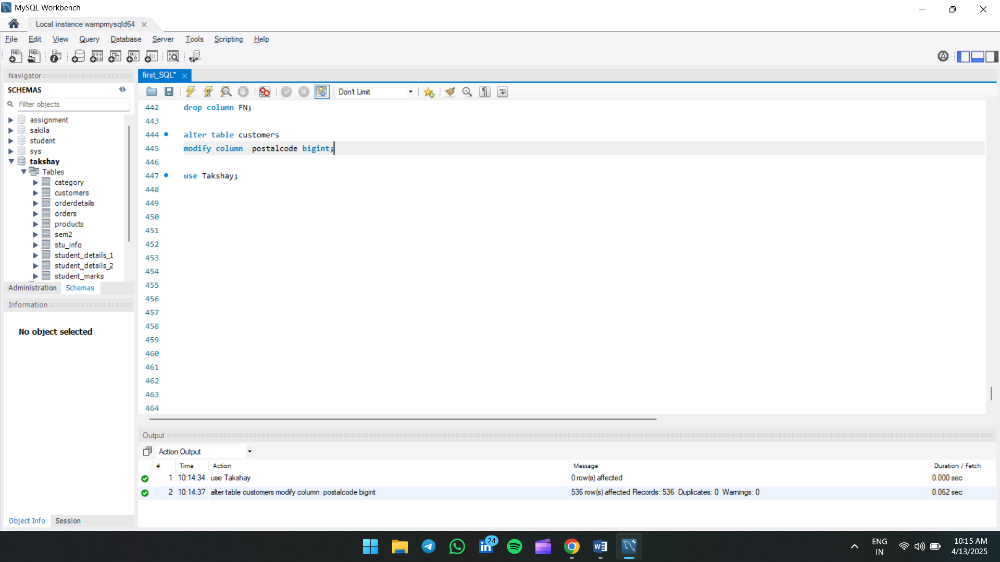 MySQL Workbench
Local instance wampmysqld64
File Edit View Query Database Server Tools Scripting Help
Navigator
SCHEMAS
Filter objects
assignment
sakila
student
sys
takshay
Tables
category
customers
orderdetails
orders
products
sem2
stu_info
student_details_1
student_details_2
student_marks
Administration Schemas
Information
No object selected
Object Info Session
first_SQL*
Don't Limit
442 drop column FN;
443
444 alter table customers
445 modify column  postalcode bigint;
446
447 use Takshay;
448
449
450
451
452
453
454
455
456
457
458
459
460
461
462
463
464
Output
Action Output
# Time Action Message Duration / Fetch
1 10:14:34 use Takshay 0 row(s) affected 0.000 sec
2 10:14:37 alter table customers modify column  postalcode bigint 536 row(s) affected Records: 536  Duplicates: 0  Warnings: 0 0.062 sec
24
ENG
IN
10:15 AM
4/13/2025